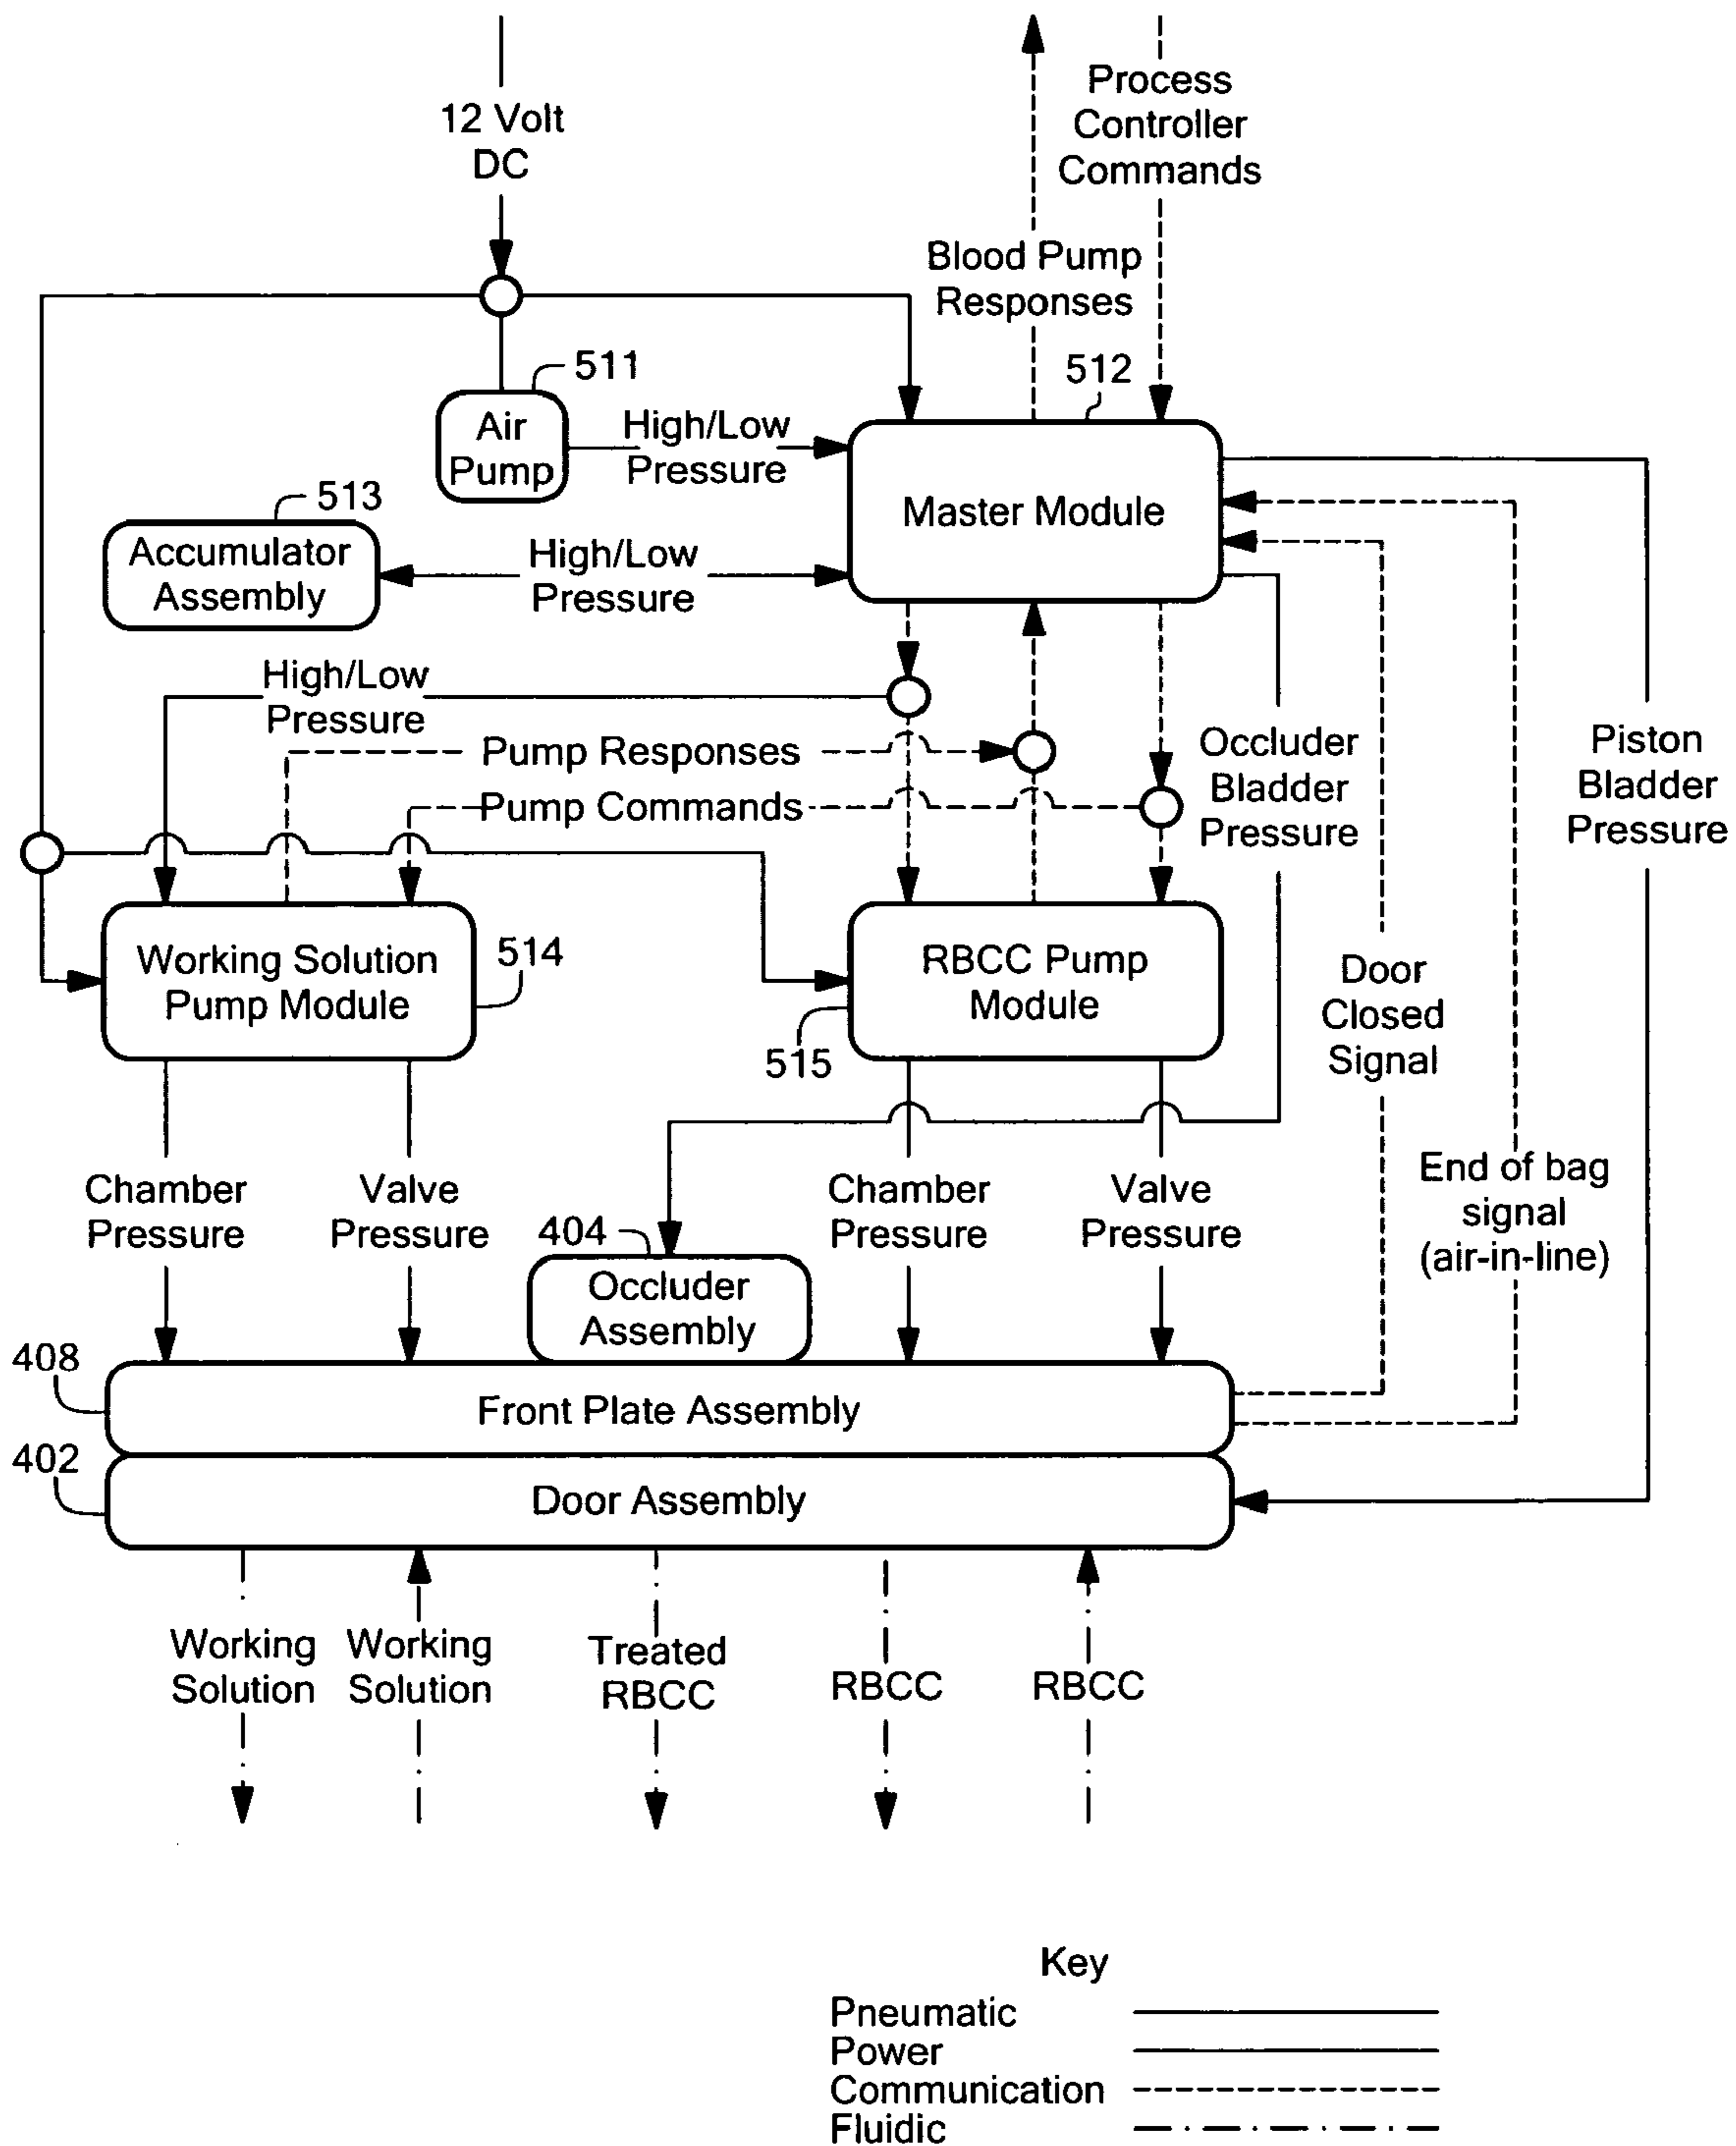 12 Volt
DC
Process
Controller
Commands
Blood Pump
Responses
511
512
Air
Pump
High/Low
Pressure
Master Module
513
Accumulator
Assembly
High/Low
Pressure
High/Low
Pressure
Pump Responses
Pump Commands
Occluder
Bladder
Pressure
Piston
Bladder
Pressure
Working Solution
Pump Module
514
RBCC Pump
Module
515
Door
Closed
Signal
Chamber
Pressure
Valve
Pressure
404
Occluder
Assembly
Chamber
Pressure
Valve
Pressure
End of bag
signal
(air-in-line)
408
Front Plate Assembly
402
Door Assembly
Working
Solution
Working
Solution
Treated
RBCC
RBCC
RBCC
Key
Pneumatic
Power
Communication
Fluidic